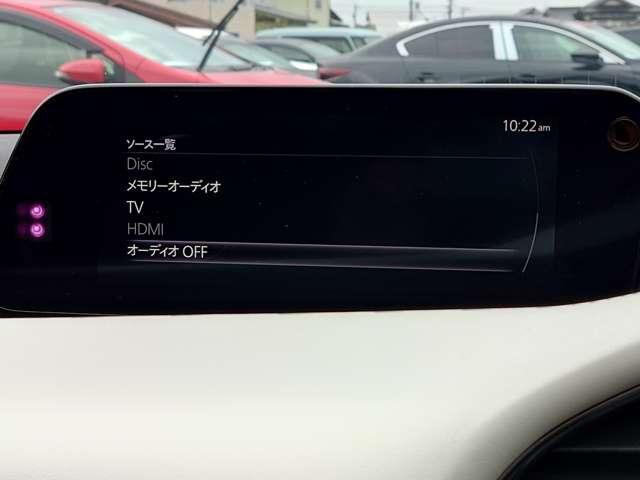 10:22am
ソース一覧
Disc
メモリーオーディオ
TV
HDMI
オーディオ OFF